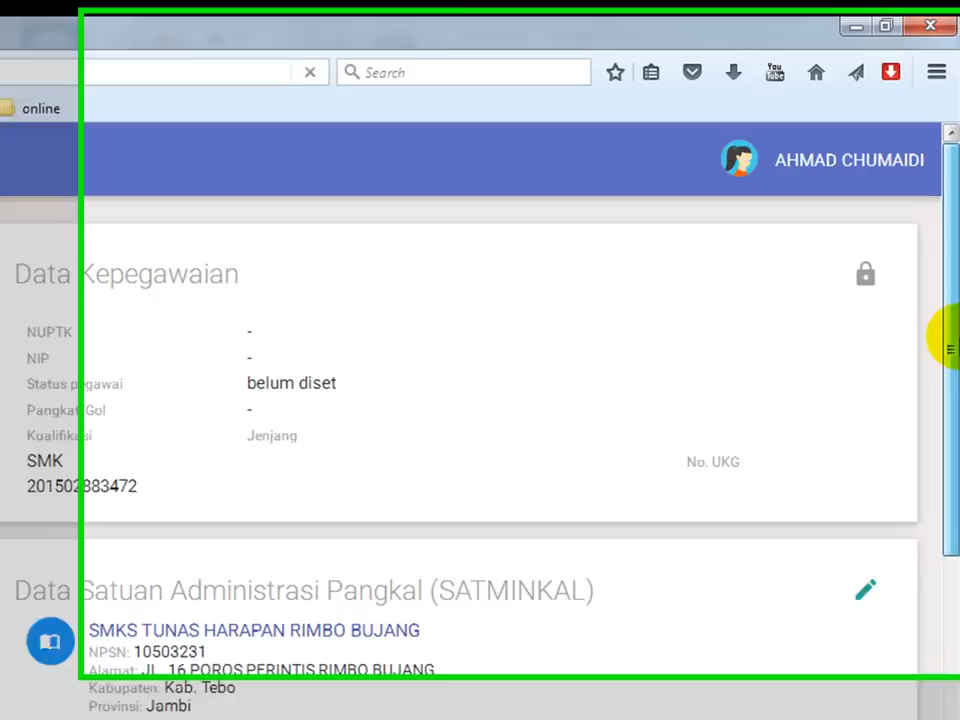 Search
You Tube
online
AHMAD CHUMAIDI
Data Kepegawaian
NUPTK -
NIP -
Status pegawai belum diset
Pangkat/Gol -
Kualifikasi Jenjang
SMK
No. UKG
201502883472
Data Satuan Administrasi Pangkal (SATMINKAL)
SMKS TUNAS HARAPAN RIMBO BUJANG
NPSN: 10503231
Alamat: JL. 16 POROS PERINTIS RIMBO BUJANG
Kabupaten: Kab. Tebo
Provinsi: Jambi